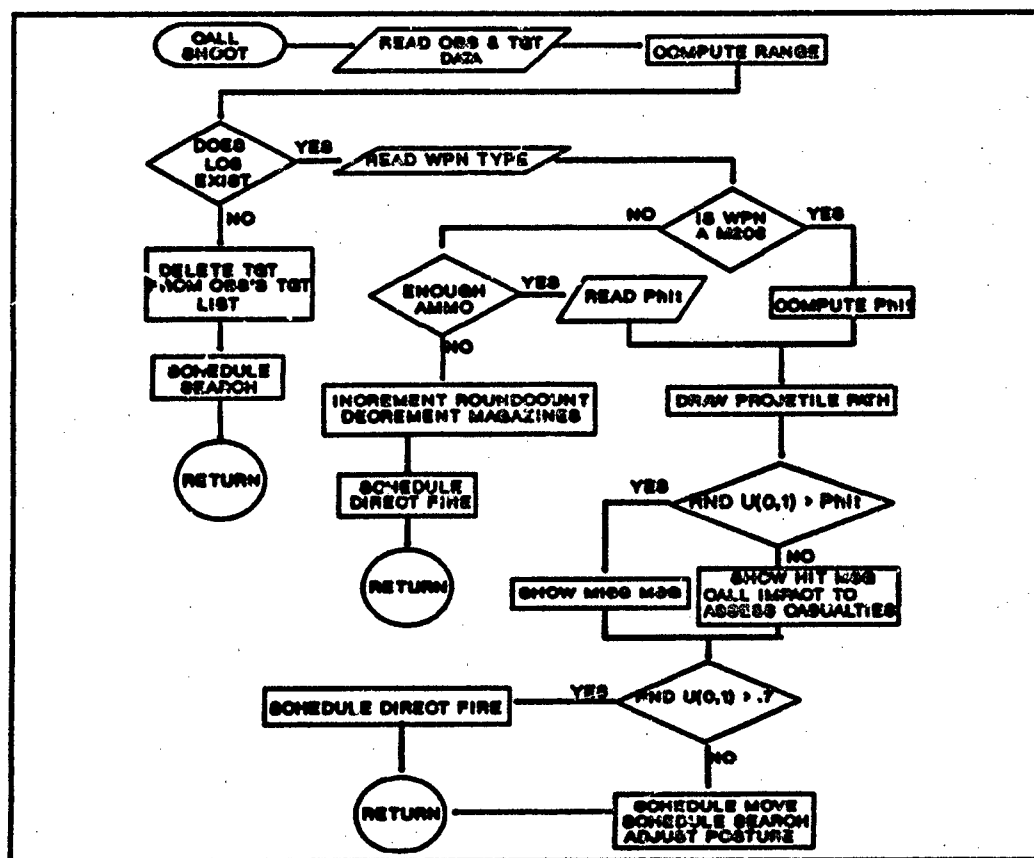 CALL
SHOOT
READ OBS & TGT
DATA
COMPUTE RANGE
DOES
LOS
EXIST
YES
READ WPN TYPE
NO
IS WPN
A M203
YES
NO
DELETE TGT
FROM OBS'S TGT
LIST
ENOUGH
AMMO
YES
READ Phit
COMPUTE Phit
NO
SCHEDULE
SEARCH
INCREMENT ROUNDCOUNT
DECREMENT MAGAZINES
DRAW PROJETILE PATH
RETURN
SCHEDULE
DIRECT FIRE
YES
RND U(0,1) > Phit
NO
RETURN
SHOW MISS MSG
SHOW HIT MSG
CALL IMPACT TO
ASSESS CASUALTIES
SCHEDULE DIRECT FIRE
YES
RND U(0,1) > .7
NO
RETURN
SCHEDULE MOVE
SCHEDULE SEARCH
ADJUST POSTURE